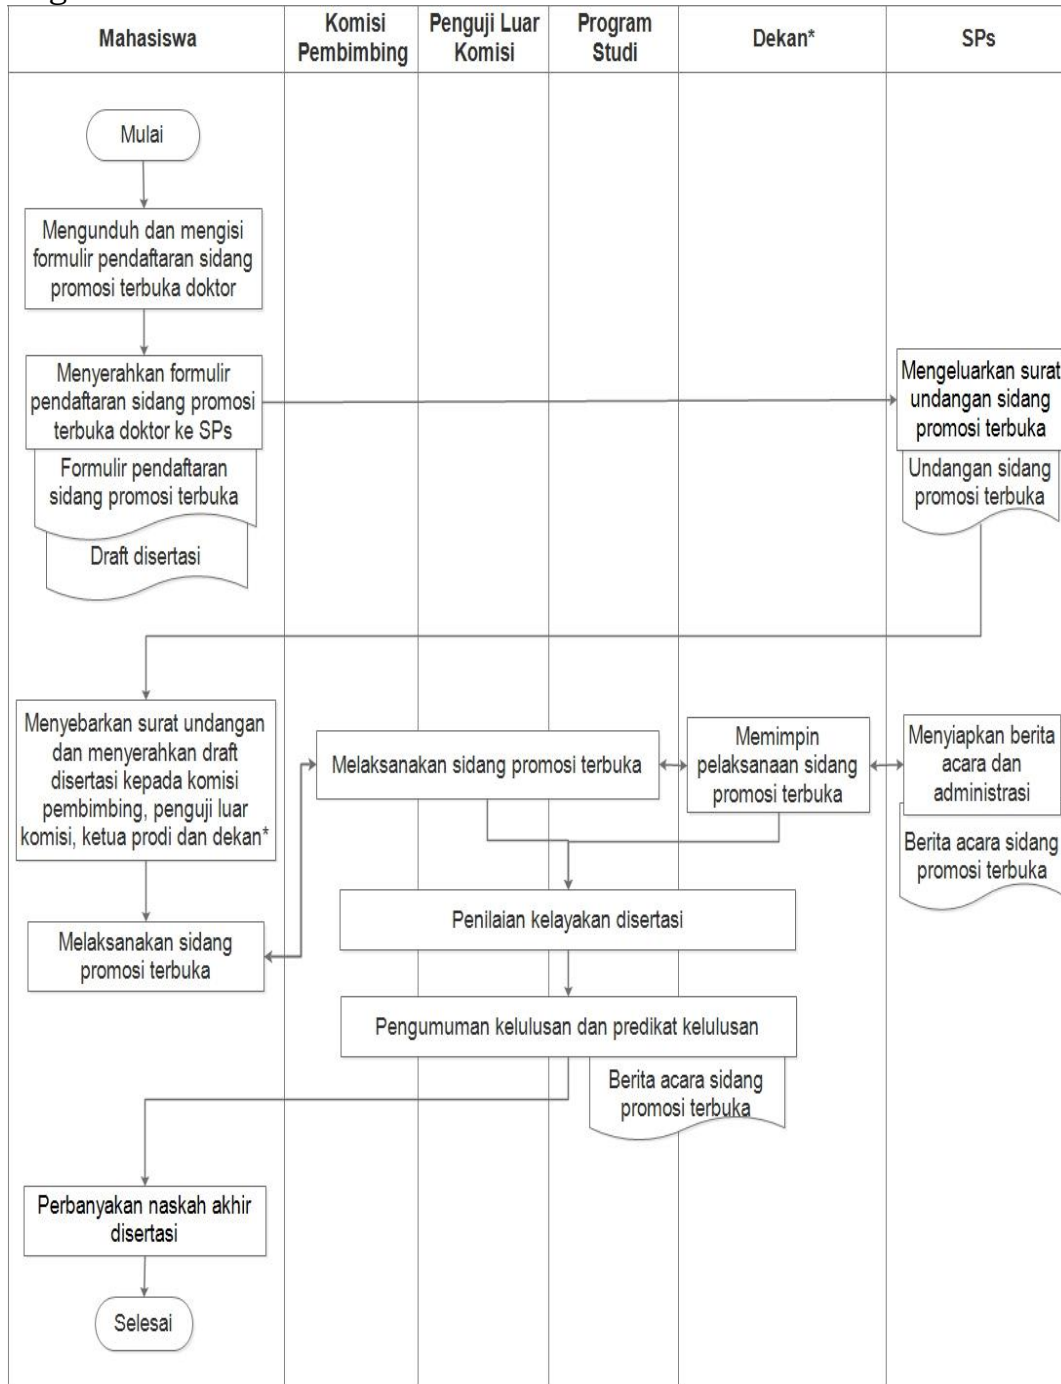 Mahasiswa
Komisi
Pembimbing
Penguji Luar
Komisi
Program
Studi
Dekan*
SPs
Mulai
Mengunduh dan mengisi
formulir pendaftaran sidang
promosi terbuka doktor
Menyerahkan formulir
pendaftaran sidang promosi
terbuka doktor ke SPs
Formulir pendaftaran
sidang promosi terbuka
Draft disertasi
Mengeluarkan surat
undangan sidang
promosi terbuka
Undangan sidang
promosi terbuka
Menyebarkan surat undangan
dan menyerahkan draft
disertasi kepada komisi
pembimbing, penguji luar
komisi, ketua prodi dan dekan*
Melaksanakan sidang promosi terbuka
Memimpin
pelaksanaan sidang
promosi terbuka
Menyiapkan berita
acara dan
administrasi
Berita acara sidang
promosi terbuka
Melaksanakan sidang
promosi terbuka
Penilaian kelayakan disertasi
Pengumuman kelulusan dan predikat kelulusan
Berita acara sidang
promosi terbuka
Perbanyakan naskah akhir
disertasi
Selesai